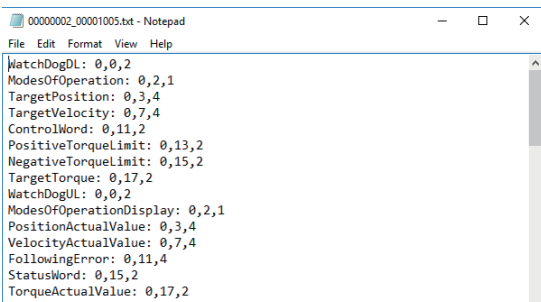 00000002_00001005.txt - Notepad
File Edit Format View Help
WatchDogDL: 0,0,2
ModesOfOperation: 0,2,1
TargetPosition: 0,3,4
TargetVelocity: 0,7,4
ControlWord: 0,11,2
PositiveTorqueLimit: 0,13,2
NegativeTorqueLimit: 0,15,2
TargetTorque: 0,17,2
WatchDogUL: 0,0,2
ModesOfOperationDisplay: 0,2,1
PositionActualValue: 0,3,4
VelocityActualValue: 0,7,4
FollowingError: 0,11,4
StatusWord: 0,15,2
TorqueActualValue: 0,17,2